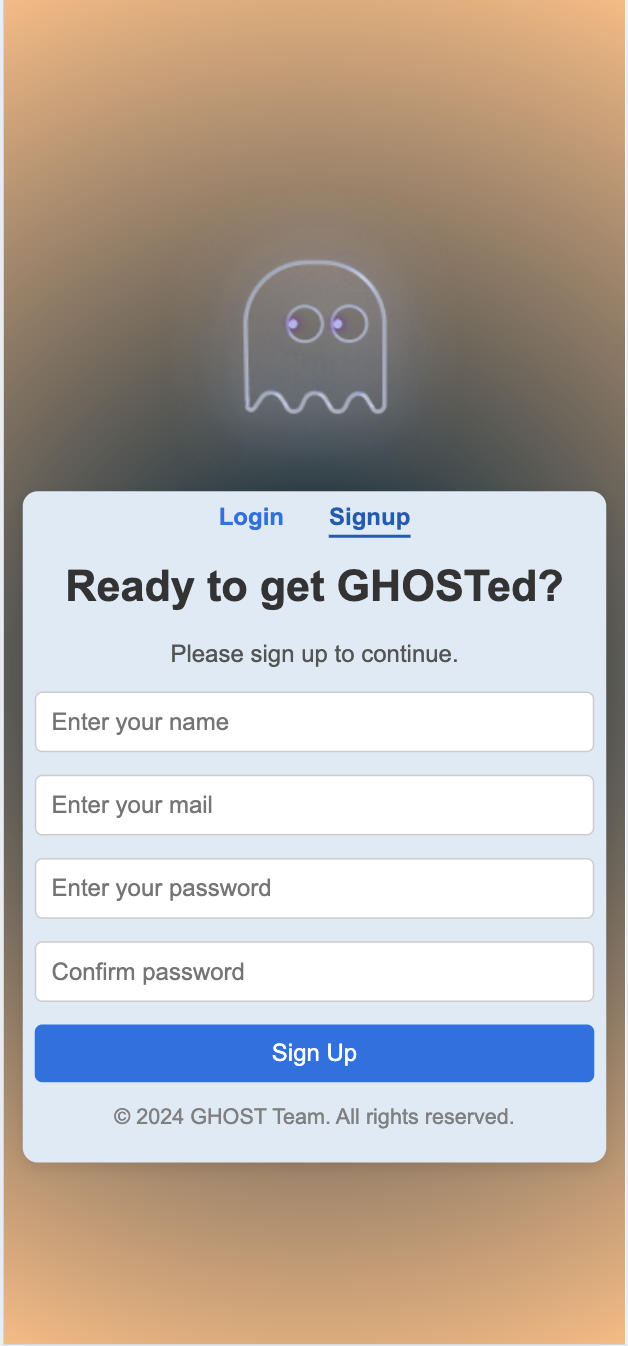 Login Signup
Ready to get GHOSTed?
Please sign up to continue.
Enter your name
Enter your mail
Enter your password
Confirm password
Sign Up
© 2024 GHOST Team. All rights reserved.